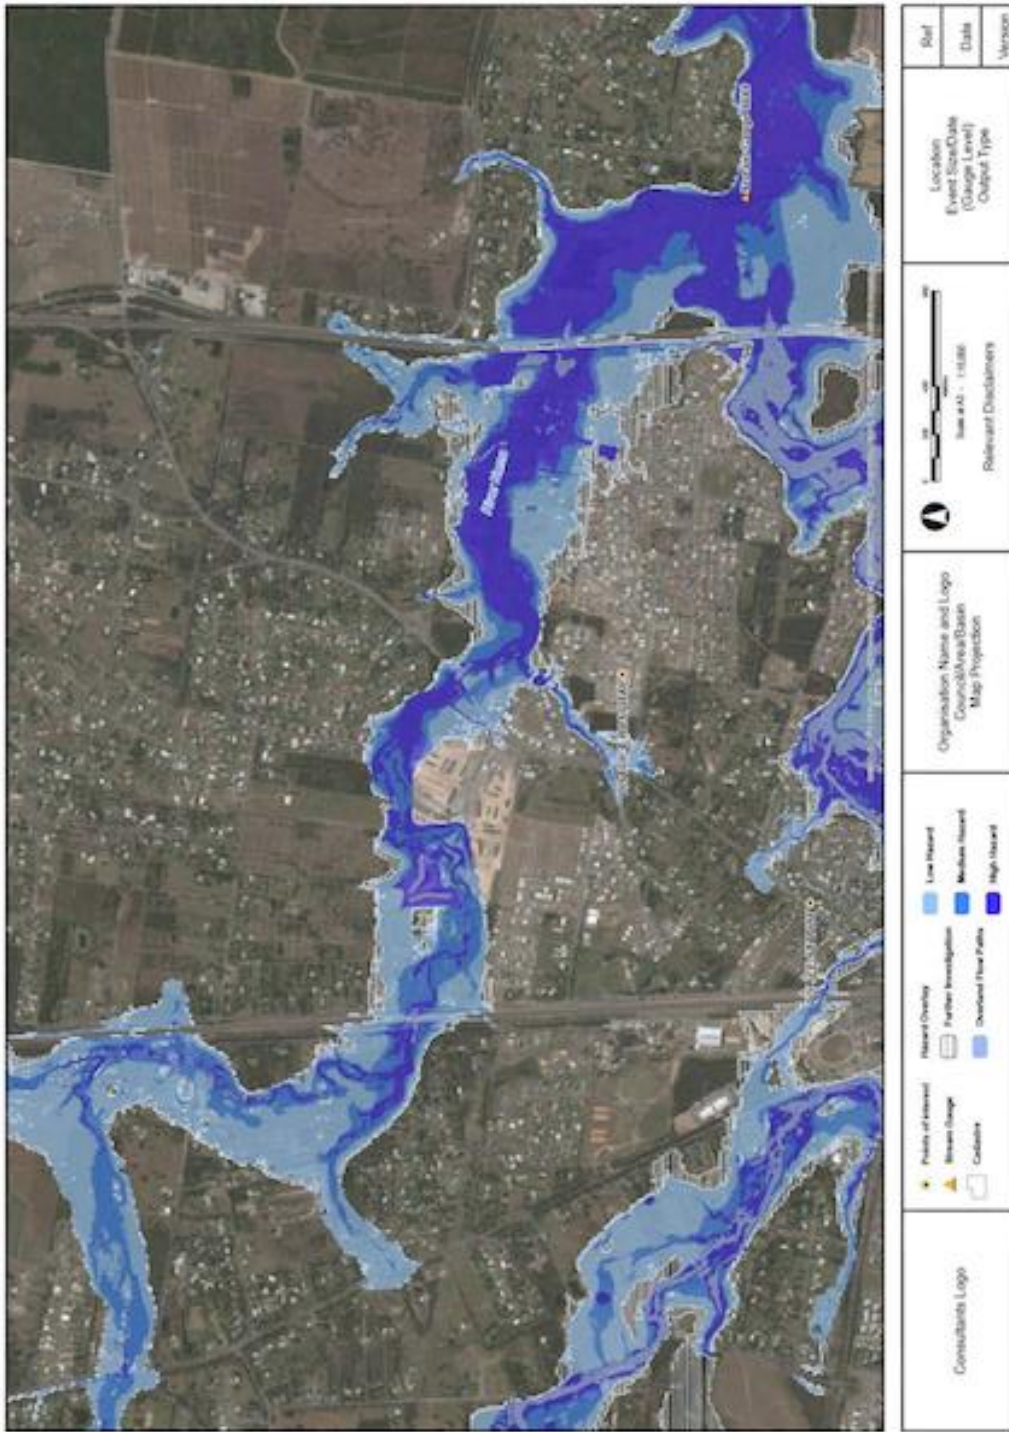 Consultants Logo
Points of Interest
Stream Gauge
Cadastre
Hazard Overlay
Further Investigation
Overland Flow Paths
Low Hazard
Medium Hazard
High Hazard
Organisation Name and Logo
Council/Area/Basin
Map Projection
Relevant Disclaimers
Location
Event Size/Date
(Gauge Level)
Output Type
Ref
Date
Version